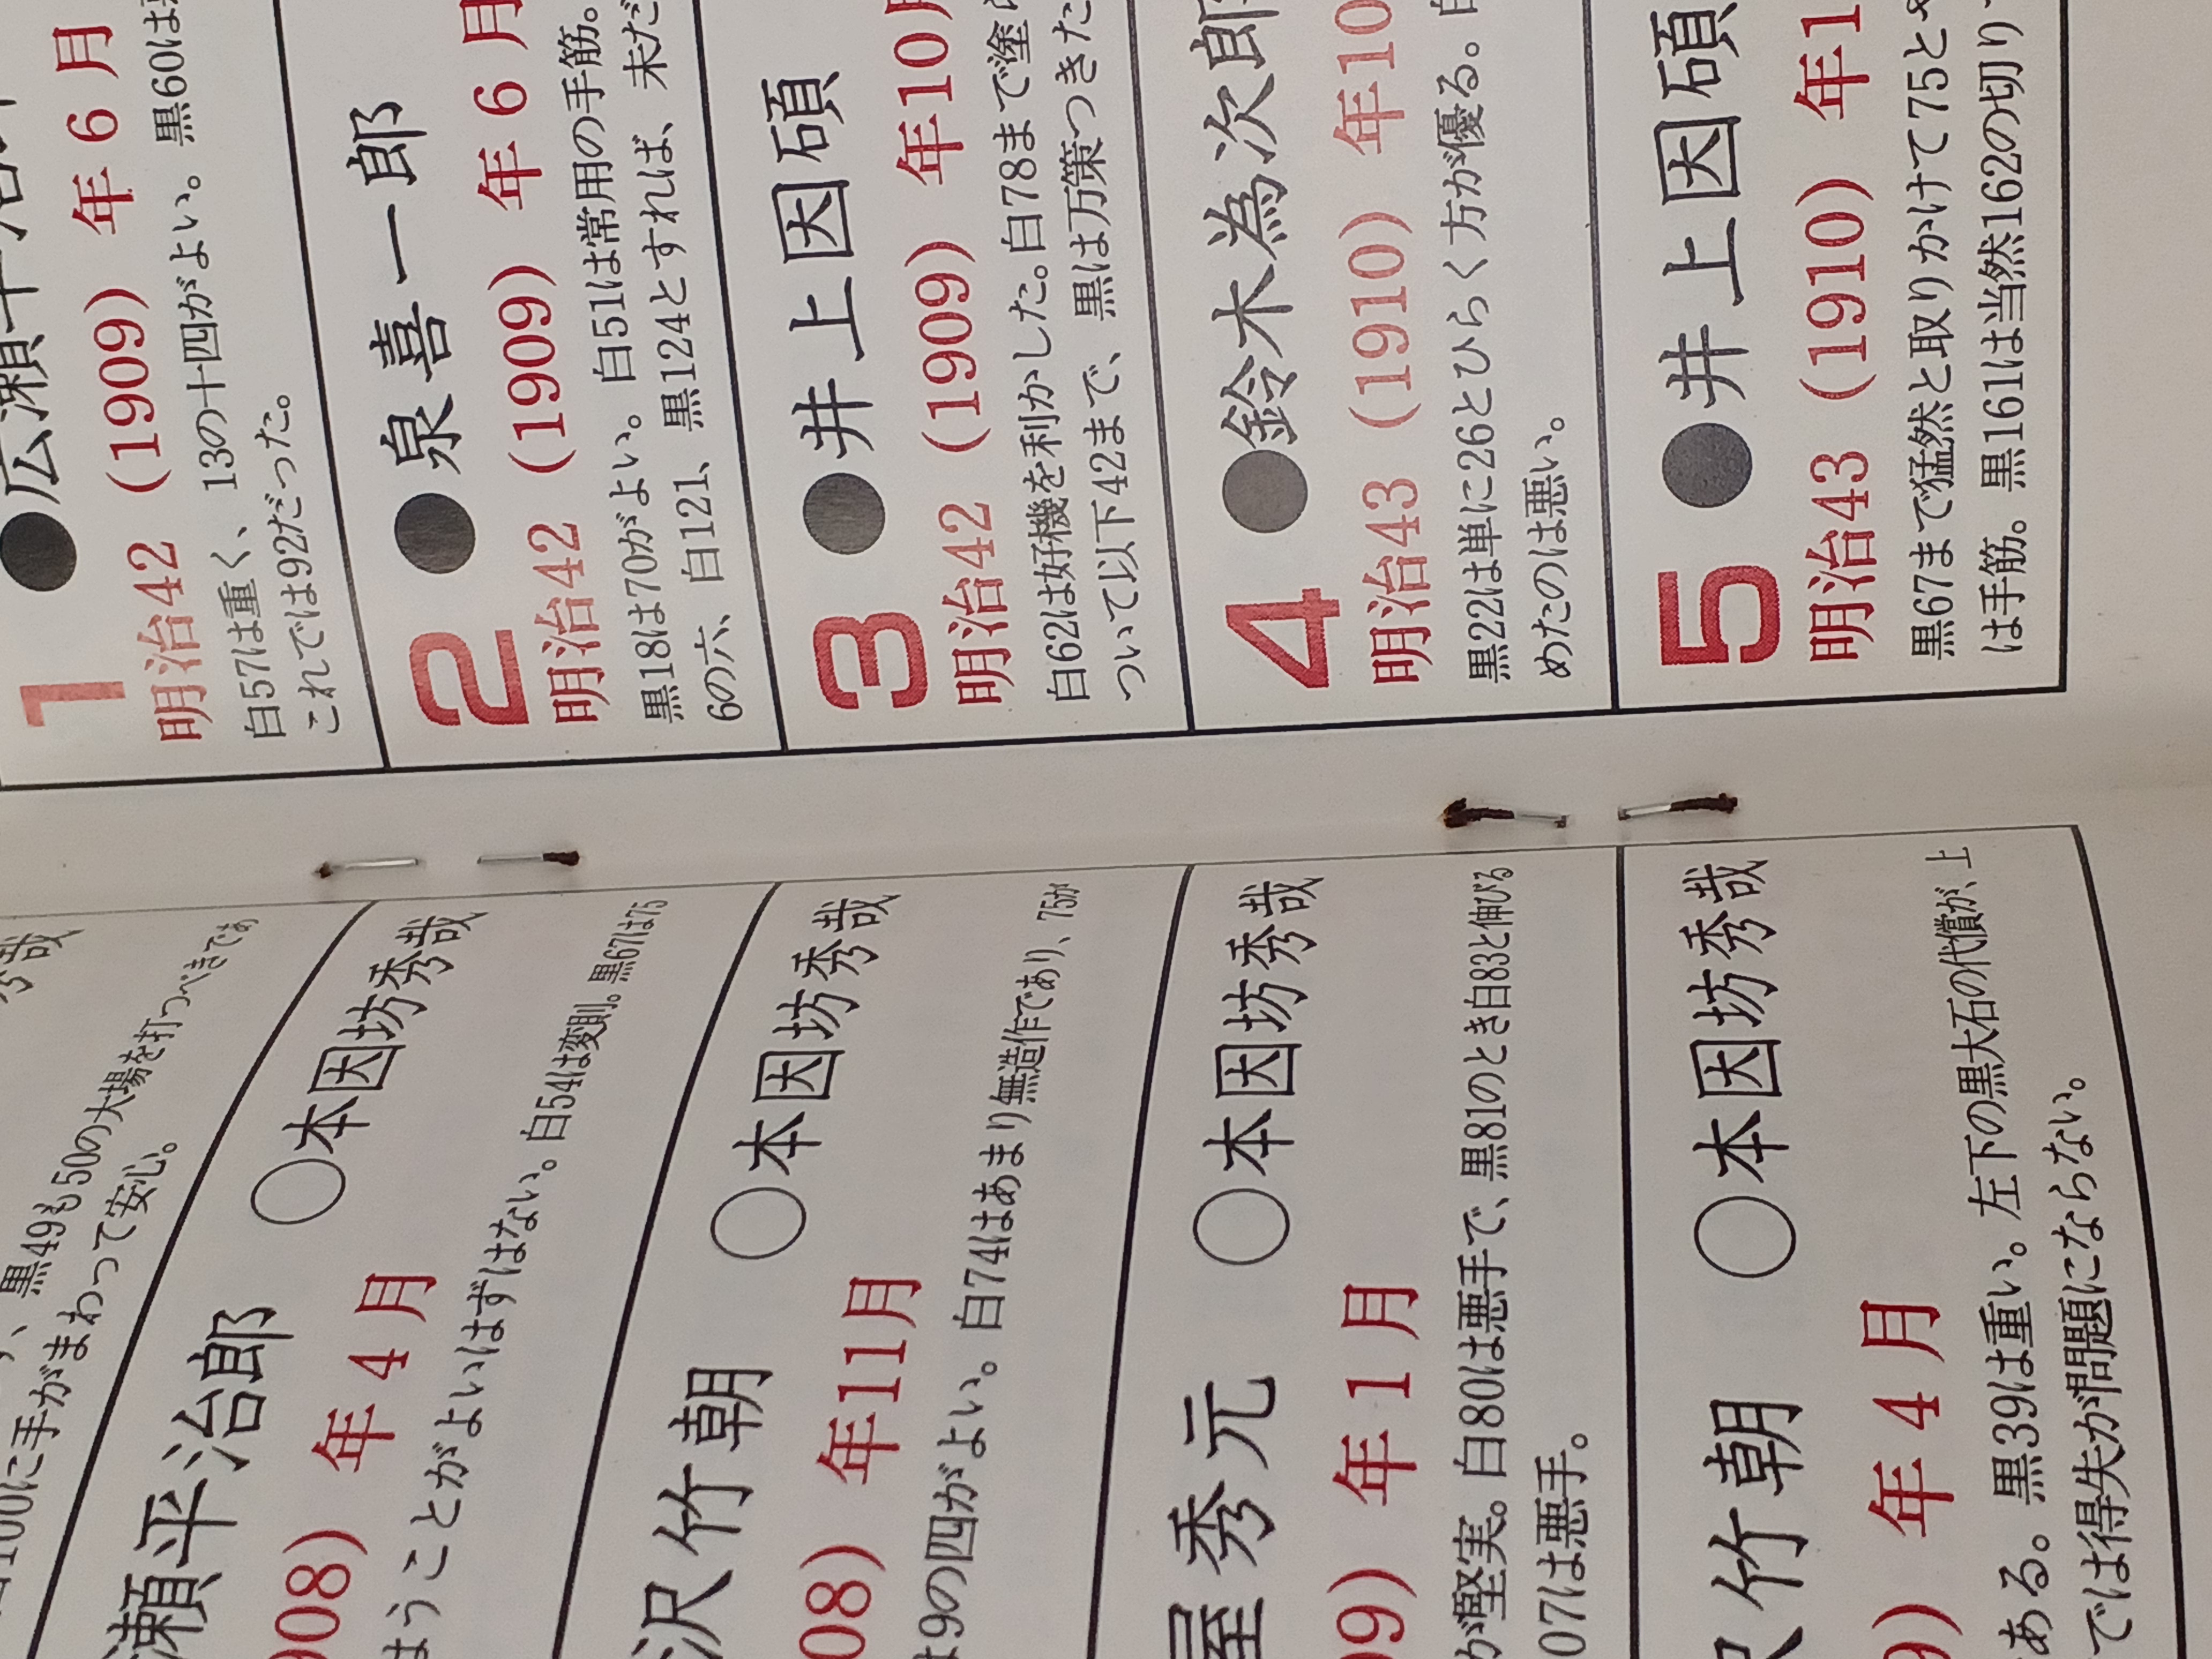 黒49も50の大場を打つべきであ
100に手がまわって安心。
瀬平治郎 ○本因坊秀哉
908) 年4月
はうことがよいはずはない。白54は変則。黒67は75
沢竹朝 ○本因坊秀哉
08) 年11月
9の四がよい。白74はあまり無造作であり、75が
屋秀元 ○本因坊秀哉
09) 年1月
が堅実。白80は悪手で、黒81のとき白83と伸びる
07は悪手。
沢竹朝 ○本因坊秀哉
9) 年4月
ある。黒39は重い。左下の黒大石の代償が、上
では得失が問題にならない。
1 ●広瀬平治郎
明治42 (1909) 年6月
白57は重く、13の十四がよい。黒60は
これでは92だった。
2 ●泉喜一郎
明治42 (1909) 年6月
黒18は70がよい。白51は常用の手筋。
6の六、白121、黒124とすれば、未だ
3 ●井上因碩
明治42 (1909) 年10月
白62は好機を利かした。白78まで塗
ついて以下42まで、黒は万策つきた
4 ●鈴木為次郎
明治43 (1910) 年10
黒22は単に26とひらく方が優る。白
めたのは悪い。
5 ●井上因碩
明治43 (1910) 年1
黒67まで猛然と取りかけて75と
は手筋。黒161は当然162の切り